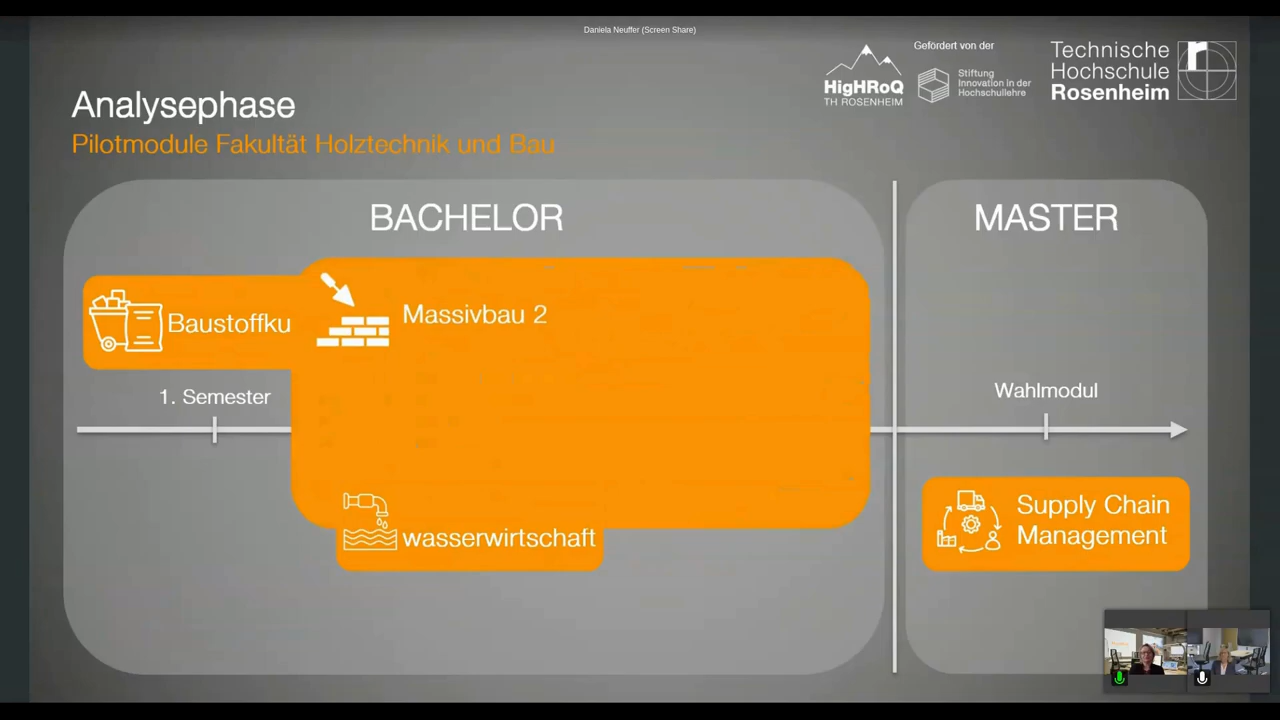 Daniela Neuffer (Screen Share)
Gefördert von der
HigHRoQ
TH ROSENHEIM
Stiftung
Innovation in der
Hochschullehre
Technische
Hochschule
Rosenheim
Analysephase
Pilotmodule Fakultät Holztechnik und Bau
BACHELOR
MASTER
Baustoffku
Massivbau 2
1. Semester
Wahlmodul
wasserwirtschaft
Supply Chain
Management